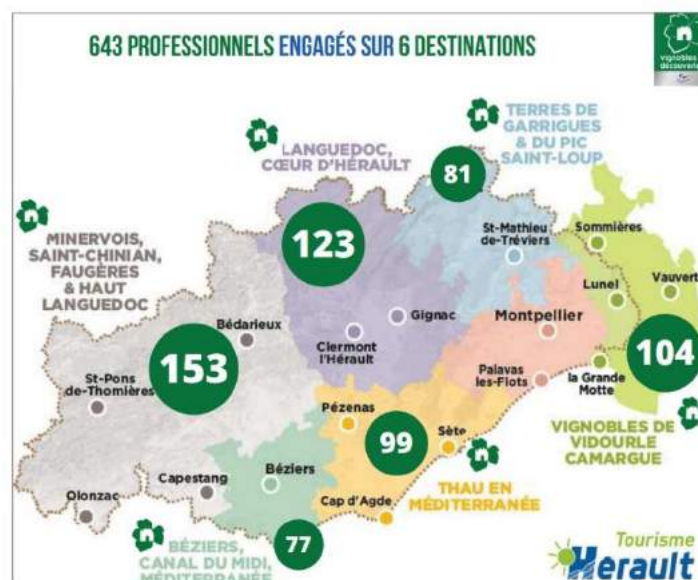 643 PROFESSIONNELS ENGAGÉS SUR 6 DESTINATIONS
vignobles
découverte
TERRES DE
GARRIGUES
& DU PIC
SAINT-LOUP
81
LANGUEDOC,
CŒUR D'HÉRAULT
123
MINERVOIS,
SAINT-CHINIAN,
FAUGÈRES
& HAUT
LANGUEDOC
153
St-Mathieu
de-Tréviers
Sommières
Lunel
Vauvert
Gignac
Montpellier
Bédarieux
Clermont
l'Hérault
104
St-Pons
de-Thomières
Palavas
les-Flots
la Grande
Motte
Pézenas
99
Sète
VIGNOBLES DE
VIDOURLE
CAMARGUE
Capestang
Béziers
THAU EN
MÉDITERRANÉE
Olonzac
Cap d'Agde
77
BÉZIERS,
CANAL DU MIDI,
MÉDITERRANÉE
Tourisme
Herault